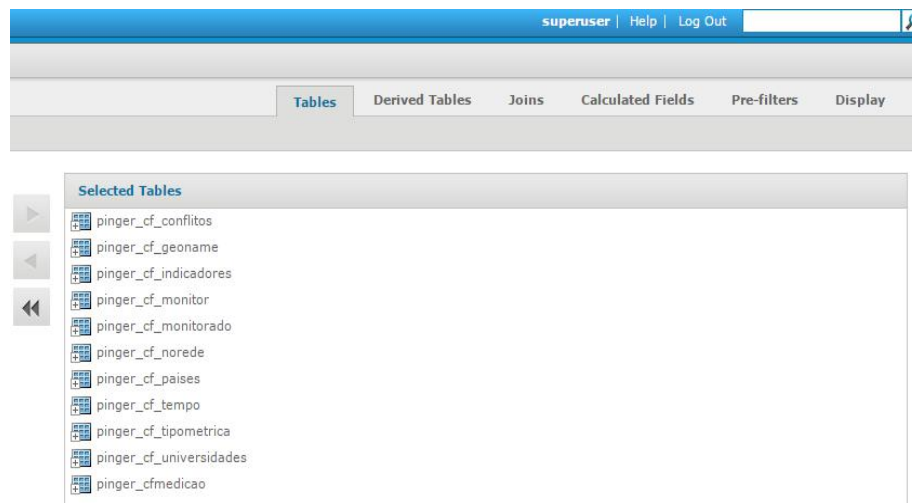 superuser | Help | Log Out
Tables Derived Tables Joins Calculated Fields Pre-filters Display
Selected Tables
pinger_cf_conflitos
pinger_cf_geoname
pinger_cf_indicadores
pinger_cf_monitor
pinger_cf_monitorado
pinger_cf_norede
pinger_cf_paises
pinger_cf_tempo
pinger_cf_tipometrica
pinger_cf_universidades
pinger_cfmedicao